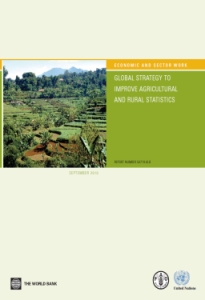 ECONOMIC AND SECTOR WORK
GLOBAL STRATEGY TO
IMPROVE AGRICULTURAL
AND RURAL STATISTICS
SEPTEMBER 2010
THE WORLD BANK
United Nations